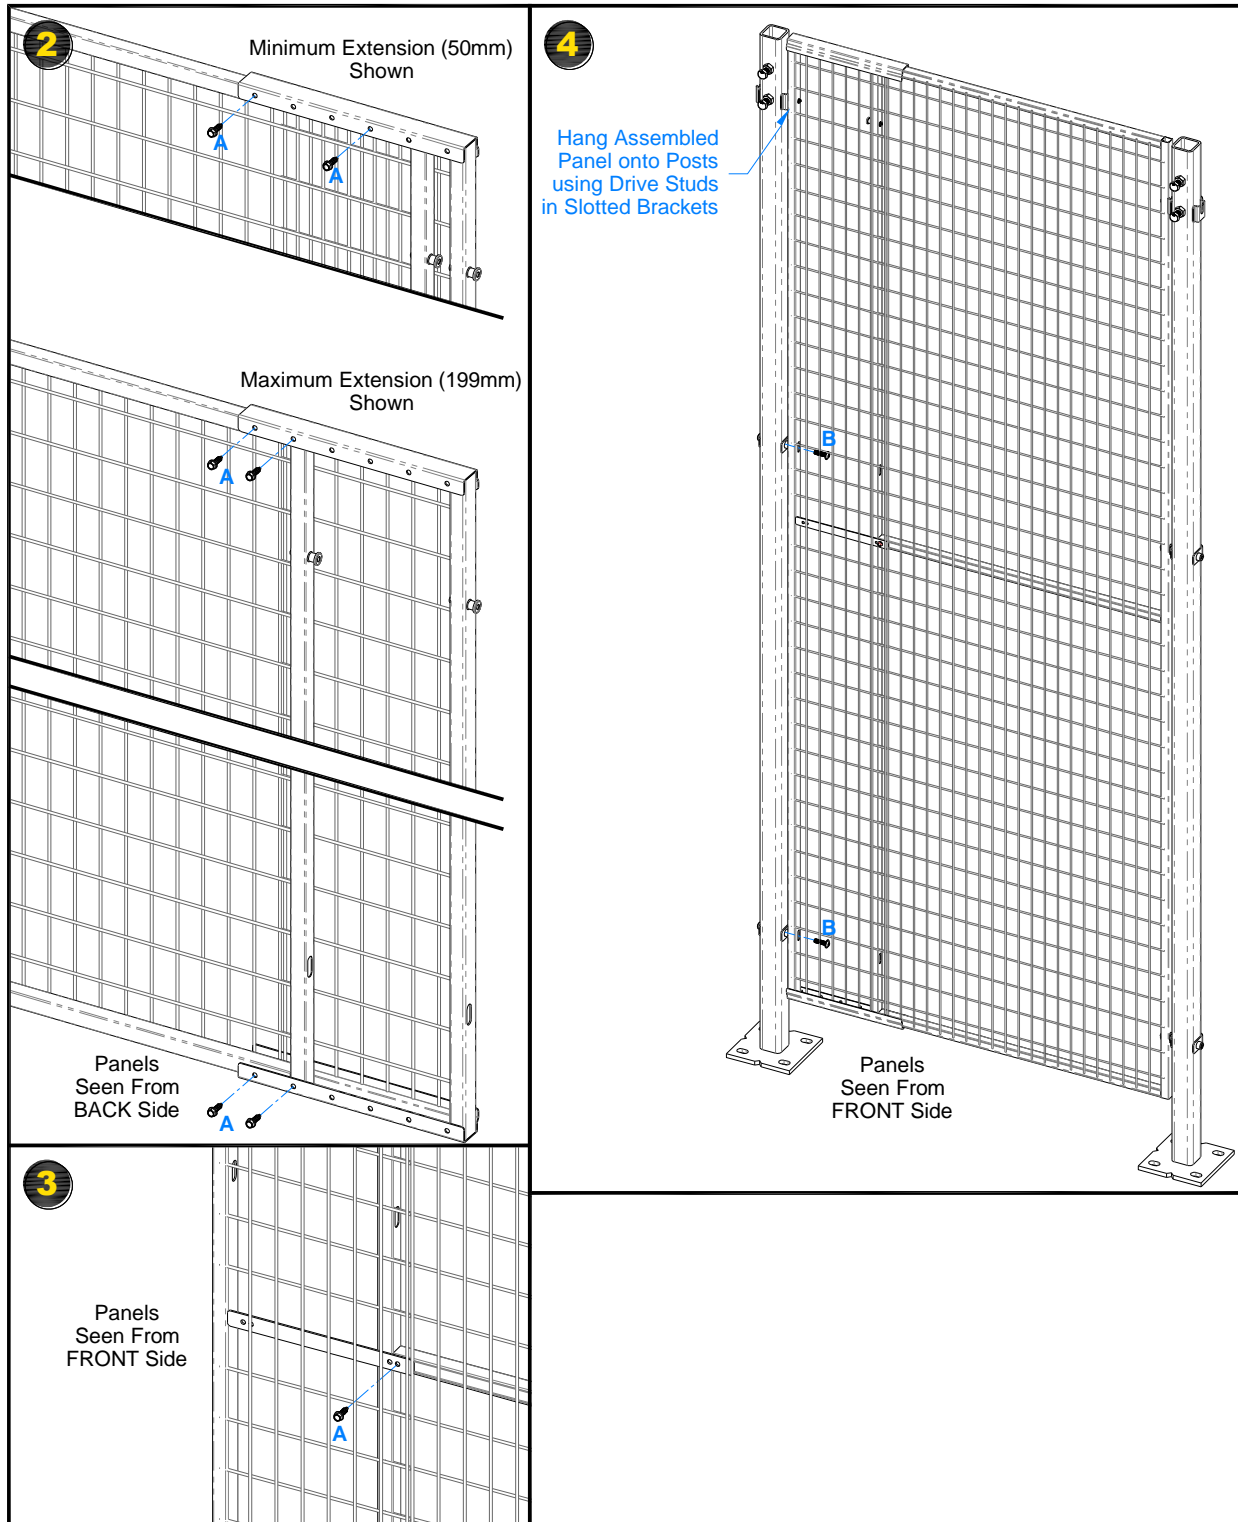 2
Minimum Extension (50mm)
Shown
A
A
Maximum Extension (199mm)
Shown
A
Panels
Seen From
BACK Side
A
3
Panels
Seen From
FRONT Side
A
4
Hang Assembled
Panel onto Posts
using Drive Studs
in Slotted Brackets
B
B
Panels
Seen From
FRONT Side